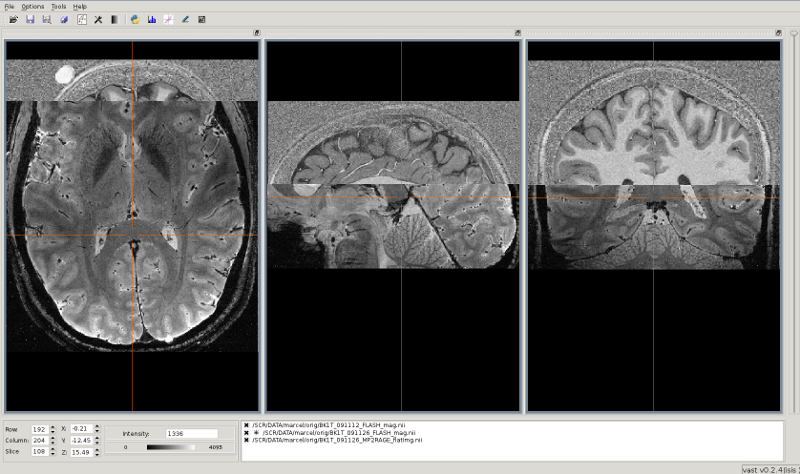 File Options Tools Help
/SCR/DATA/marcel/orig/BK1T_091112_FLASH_mag.nii
/SCR/DATA/marcel/orig/BK1T_091126_FLASH_mag.nii
/SCR/DATA/marcel/orig/BK1T_091126_MP2RAGE_flatimg.nii
Row: 192 X: -0.21
Column: 204 Y: -12.45
Slice 108 Z: 15.49
Intensity: 1336
0 4095
vast v0.2.4(isis